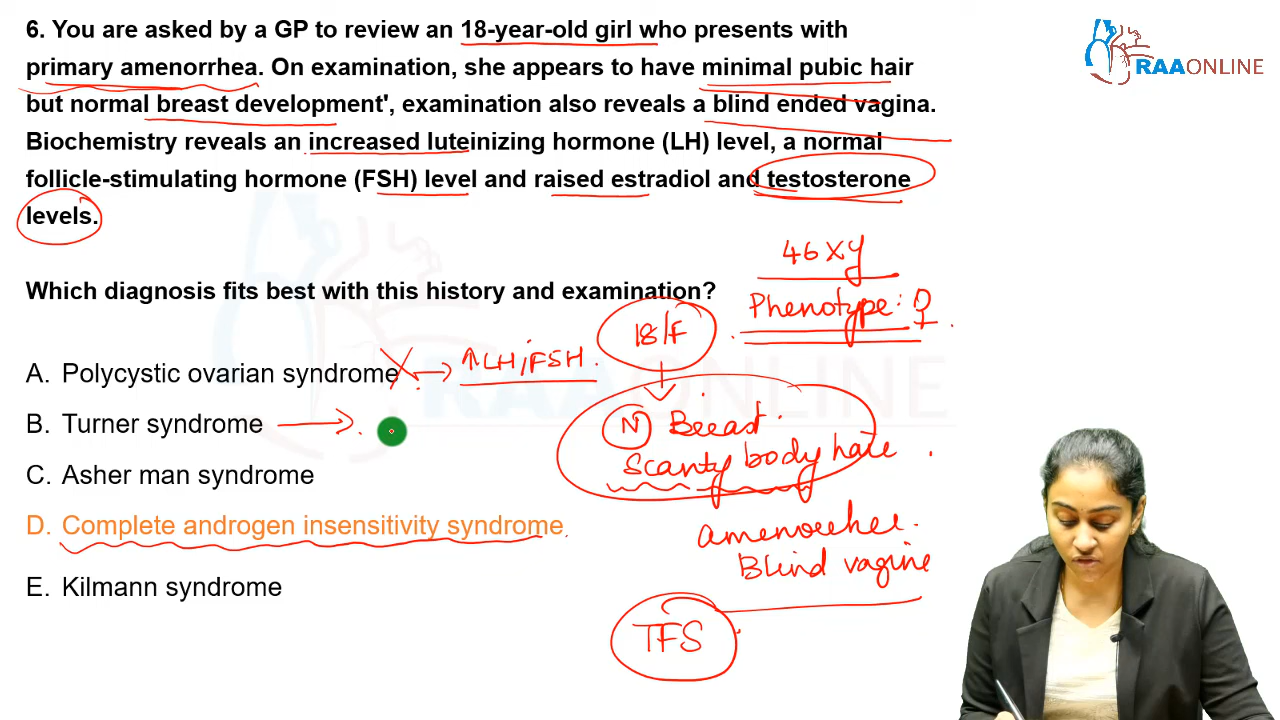 6. You are asked by a GP to review an 18-year-old girl who presents with
primary amenorrhea. On examination, she appears to have minimal pubic hair
but normal breast development', examination also reveals a blind ended vagina.
Biochemistry reveals an increased luteinizing hormone (LH) level, a normal
follicle-stimulating hormone (FSH) level and raised estradiol and testosterone
levels.
RAAONLINE
46 XY
Phenotype: ♀
Which diagnosis fits best with this history and examination?
18/F
A. Polycystic ovarian syndrome
↑LH/FSH.
B. Turner syndrome
N Breast.
Scanty body hair
C. Asher man syndrome
D. Complete androgen insensitivity syndrome
Blind vagine
E. Kilmann syndrome
TFS